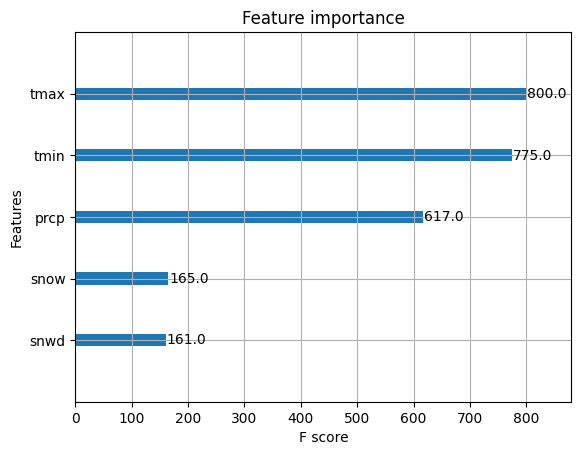 Feature importance
Features
tmax
800.0
tmin
775.0
prcp
617.0
snow
165.0
snwd
161.0
0 100 200 300 400 500 600 700 800
F score